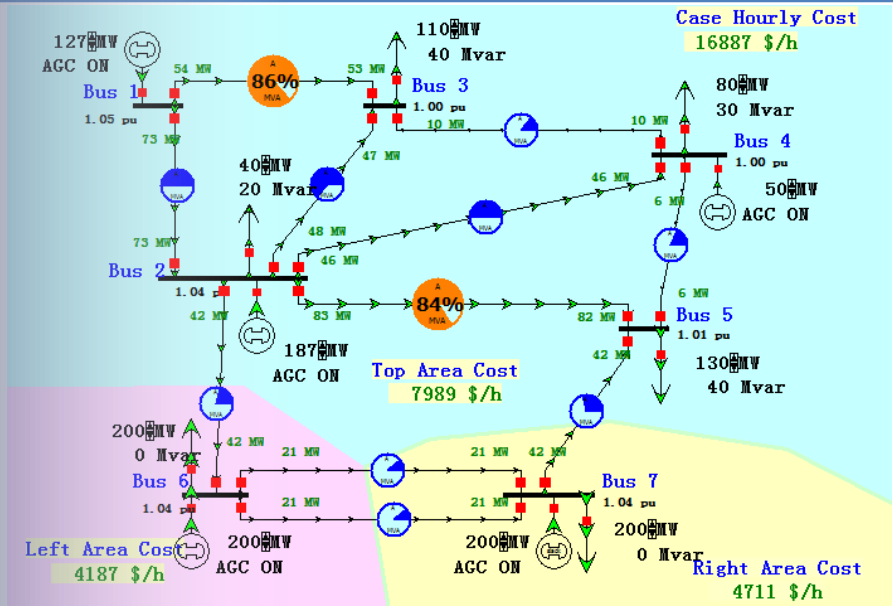 Case Hourly Cost
16887 $/h
127 MW
AGC ON
110 MW
40 Mvar
54 MW
A
86%
MVA
53 MW
Bus 3
Bus 1
1.05 pu
1.00 pu
10 MW
10 MW
80 MW
30 Mvar
Bus 4
1.00 pu
73 MW
47 MW
40 MW
20 Mvar
46 MW
6 MW
50 MW
AGC ON
48 MW
46 MW
73 MW
Bus 2
1.04 pu
42 MW
83 MW
A
84%
MVA
82 MW
6 MW
Bus 5
1.01 pu
42 MW
187 MW
AGC ON
130 MW
40 Mvar
Top Area Cost
7989 $/h
200 MW
0 Mvar
42 MW
21 MW
21 MW
42 MW
Bus 6
1.04 pu
21 MW
21 MW
Bus 7
1.04 pu
Left Area Cost
4187 $/h
200 MW
AGC ON
200 MW
AGC ON
200 MW
0 Mvar
Right Area Cost
4711 $/h